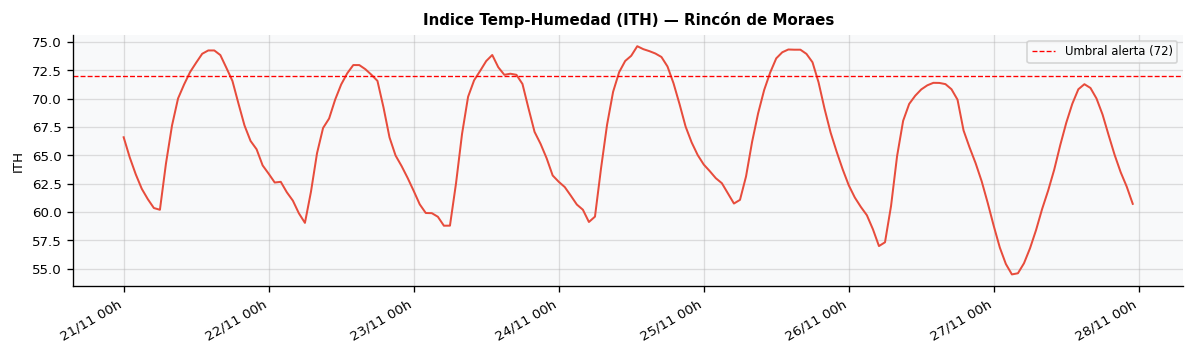 Indice Temp-Humedad (ITH) — Rincón de Moraes
Umbral alerta (72)
ITH
75.0
72.5
70.0
67.5
65.0
62.5
60.0
57.5
55.0
21/11 00h
22/11 00h
23/11 00h
24/11 00h
25/11 00h
26/11 00h
27/11 00h
28/11 00h